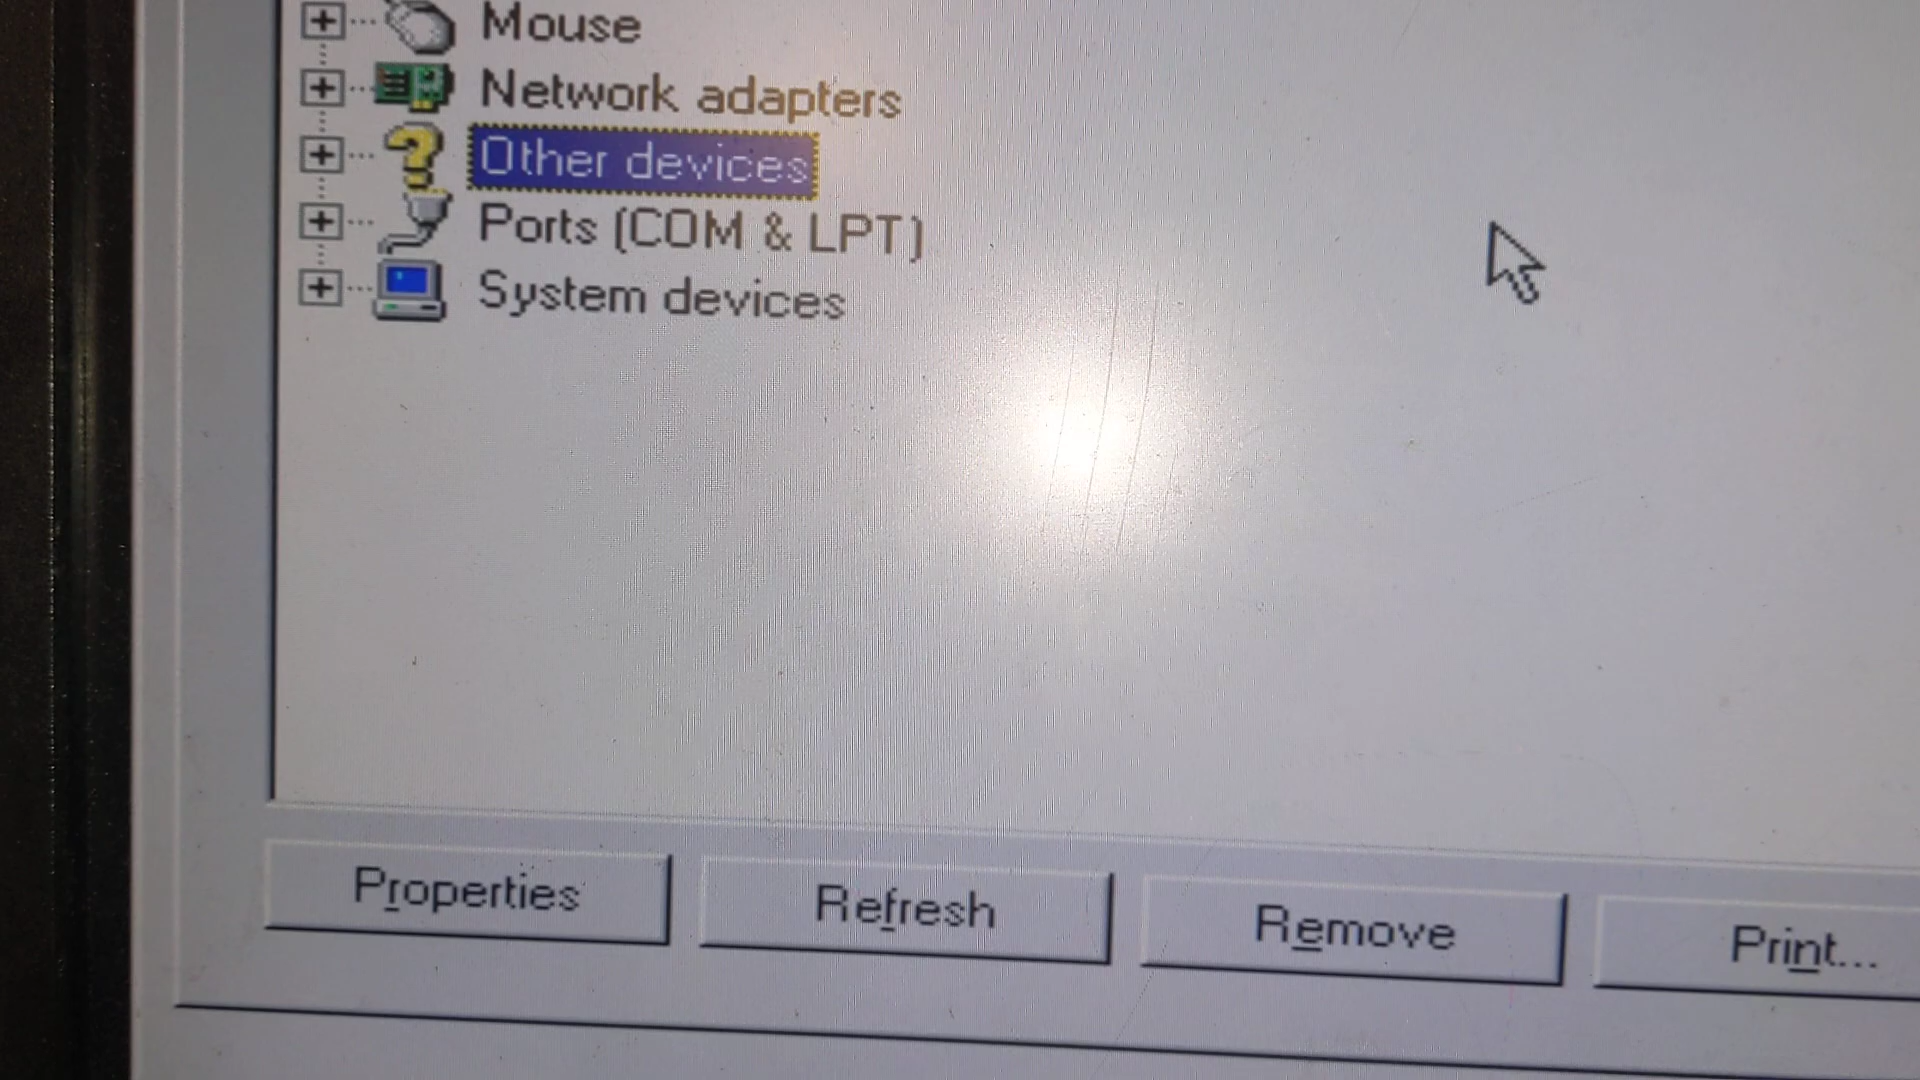 Mouse
Network adapters
Other devices
Ports (COM & LPT)
System devices
Properties
Refresh
Remove
Print...